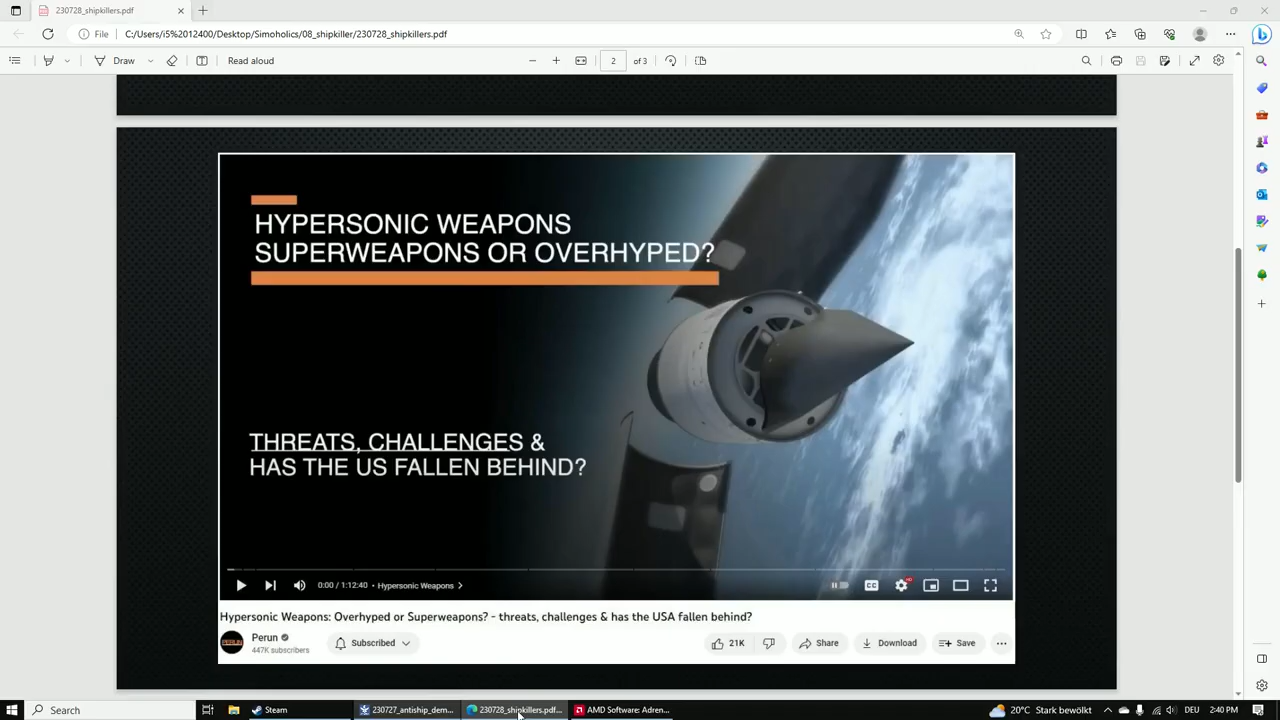 230728_shipkillers.pdf
File
C:/Users/i5%2012400/Desktop/Simoholics/08_shipkiller/230728_shipkillers.pdf
Draw
Read aloud
2
of 3
HYPERSONIC WEAPONS
SUPERWEAPONS OR OVERHYPED?
THREATS, CHALLENGES &
HAS THE US FALLEN BEHIND?
0:00 / 1:12:40 • Hypersonic Weapons
CC
HD
Hypersonic Weapons: Overhyped or Superweapons? - threats, challenges & has the USA fallen behind?
PERUN
Perun
447K subscribers
Subscribed
21K
Share
Download
Save
Search
Steam
230727_antiship_dem...
230728_shipkillers.pdf...
AMD Software: Adren...
20°C Stark bewölkt
DEU
2:40 PM